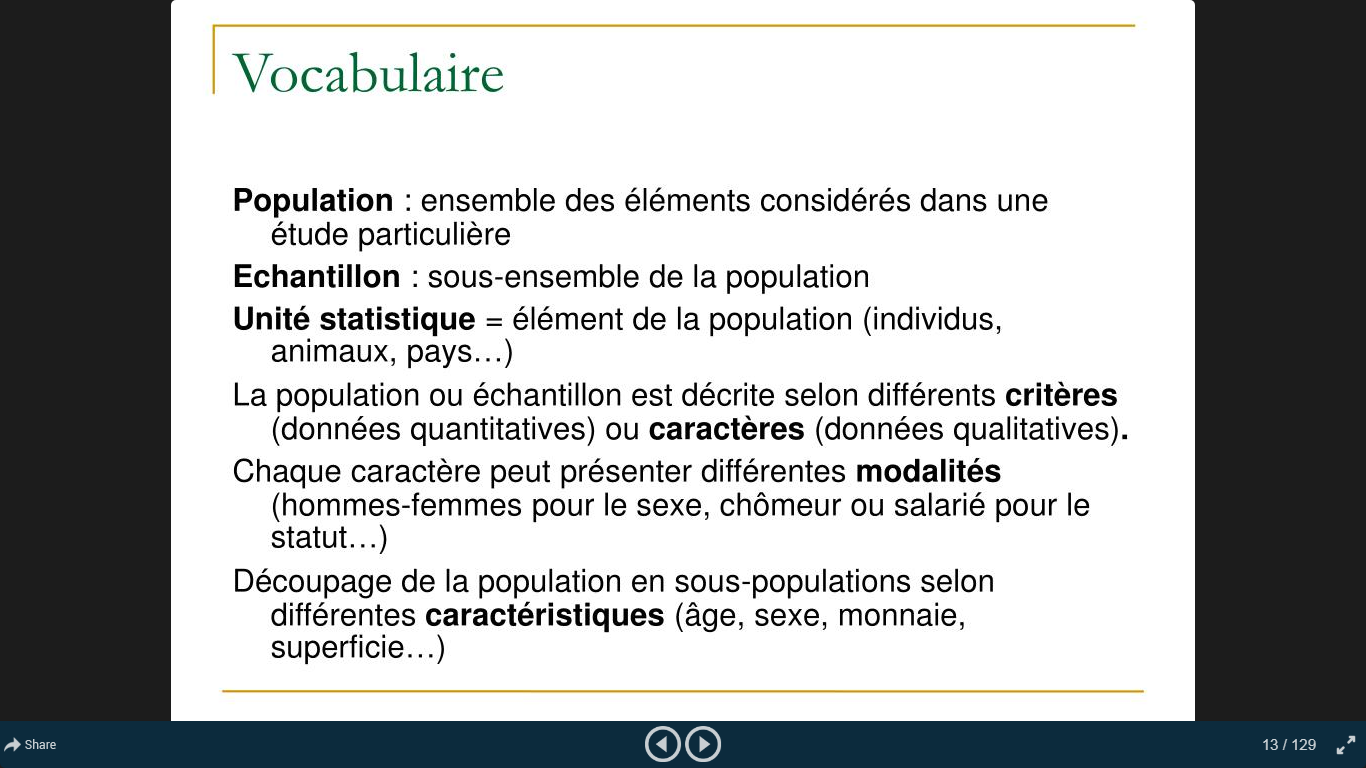 Vocabulaire
Population : ensemble des éléments considérés dans une
étude particulière
Echantillon : sous-ensemble de la population
Unité statistique = élément de la population (individus,
animaux, pays…)
La population ou échantillon est décrite selon différents critères
(données quantitatives) ou caractères (données qualitatives).
Chaque caractère peut présenter différentes modalités
(hommes-femmes pour le sexe, chômeur ou salarié pour le
statut…)
Découpage de la population en sous-populations selon
différentes caractéristiques (âge, sexe, monnaie,
superficie…)
Share
13 / 129